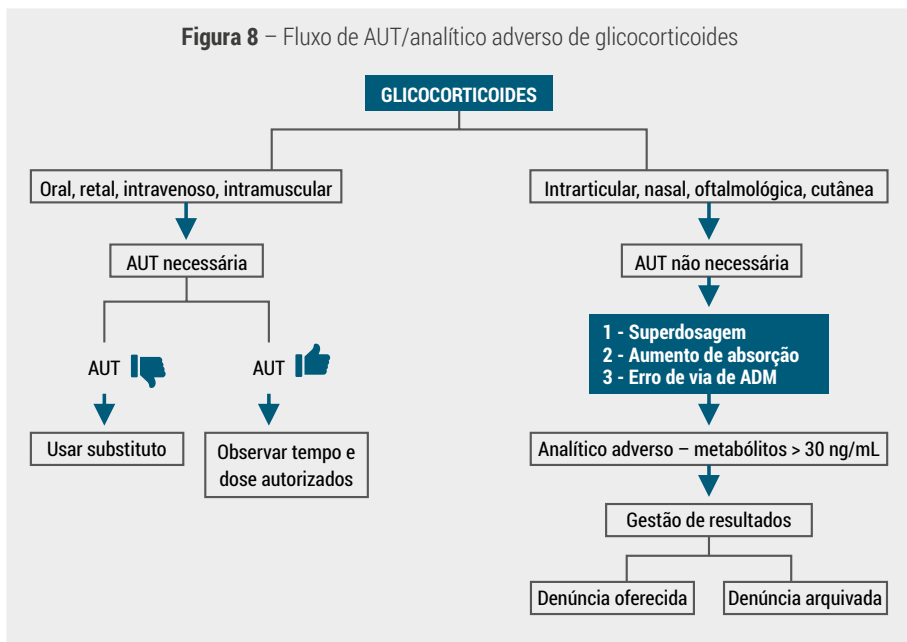 Figura 8 – Fluxo de AUT/analítico adverso de glicocorticoides
GLICOCORTICOIDES
Oral, retal, intravenoso, intramuscular
Intrarticular, nasal, oftalmológica, cutânea
AUT necessária
AUT não necessária
1 - Superdosagem
2 - Aumento de absorção
3 - Erro de via de ADM
AUT
AUT
Usar substituto
Observar tempo e
dose autorizados
Analítico adverso – metabólitos > 30 ng/mL
Gestão de resultados
Denúncia oferecida
Denúncia arquivada